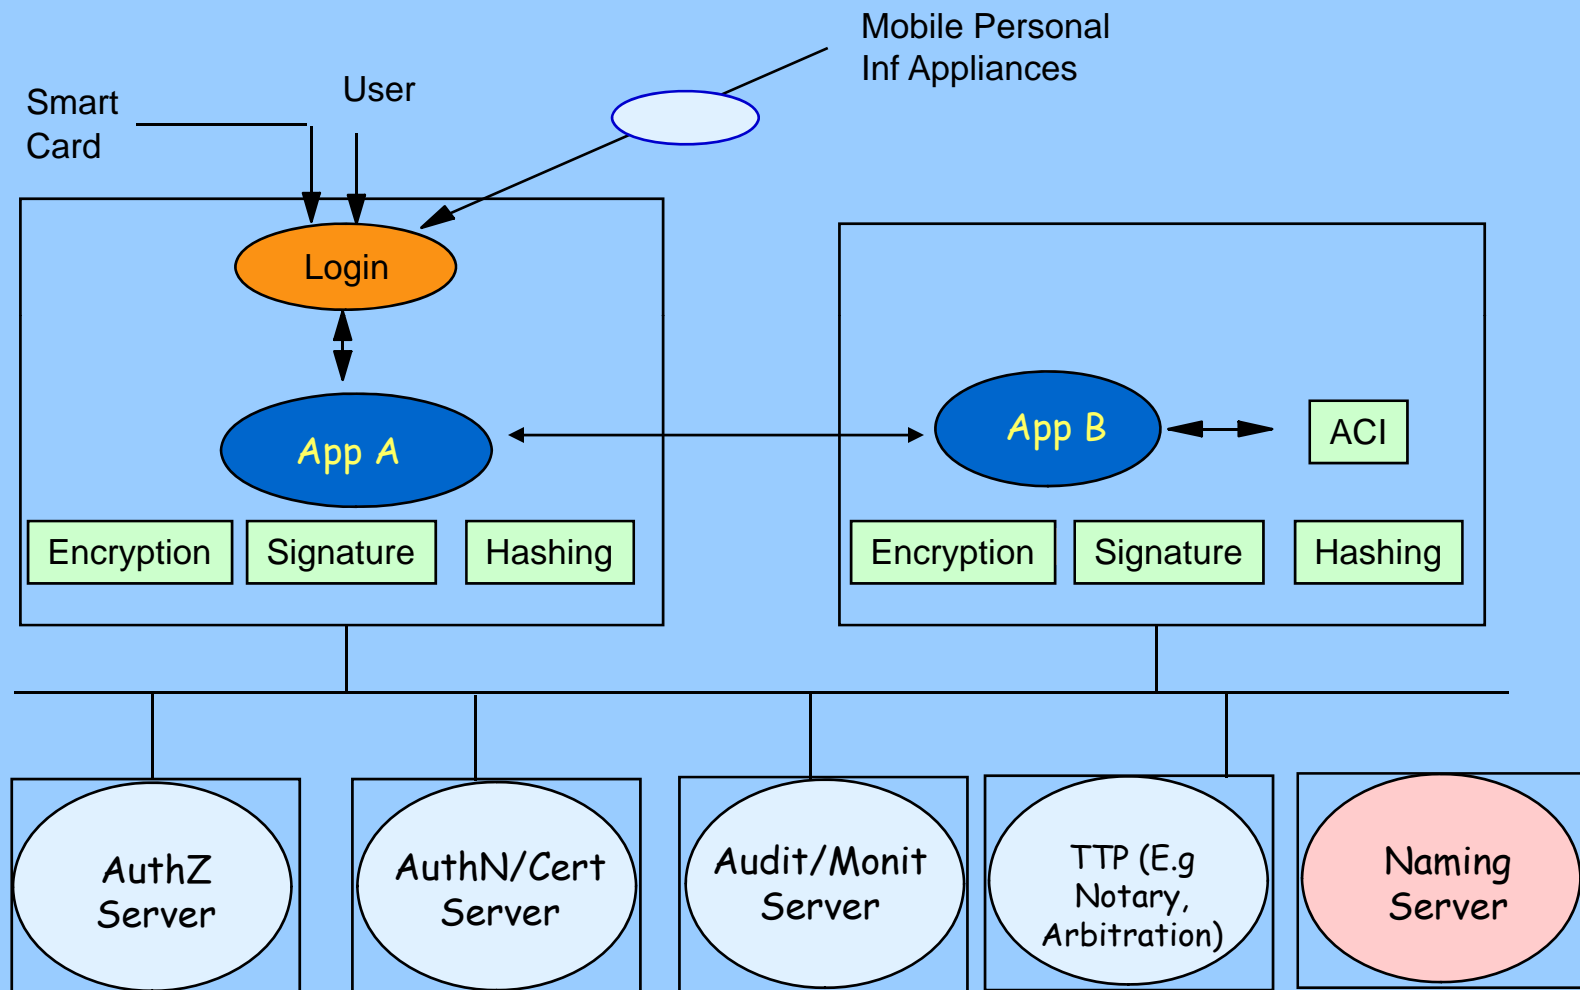 Mobile Personal
Inf Appliances
User
Smart
Card
Login
App A
App B
ACI
Encryption
Signature
Hashing
Encryption
Signature
Hashing
AuthZ
Server
AuthN/Cert
Server
Audit/Monit
Server
TTP (E.g
Notary,
Arbitration)
Naming
Server